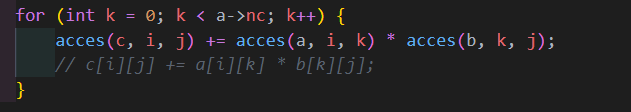 for (int k = 0; k < a->nc; k++) {
    acces(c, i, j) += acces(a, i, k) * acces(b, k, j);
    // c[i][j] += a[i][k] * b[k][j];
}